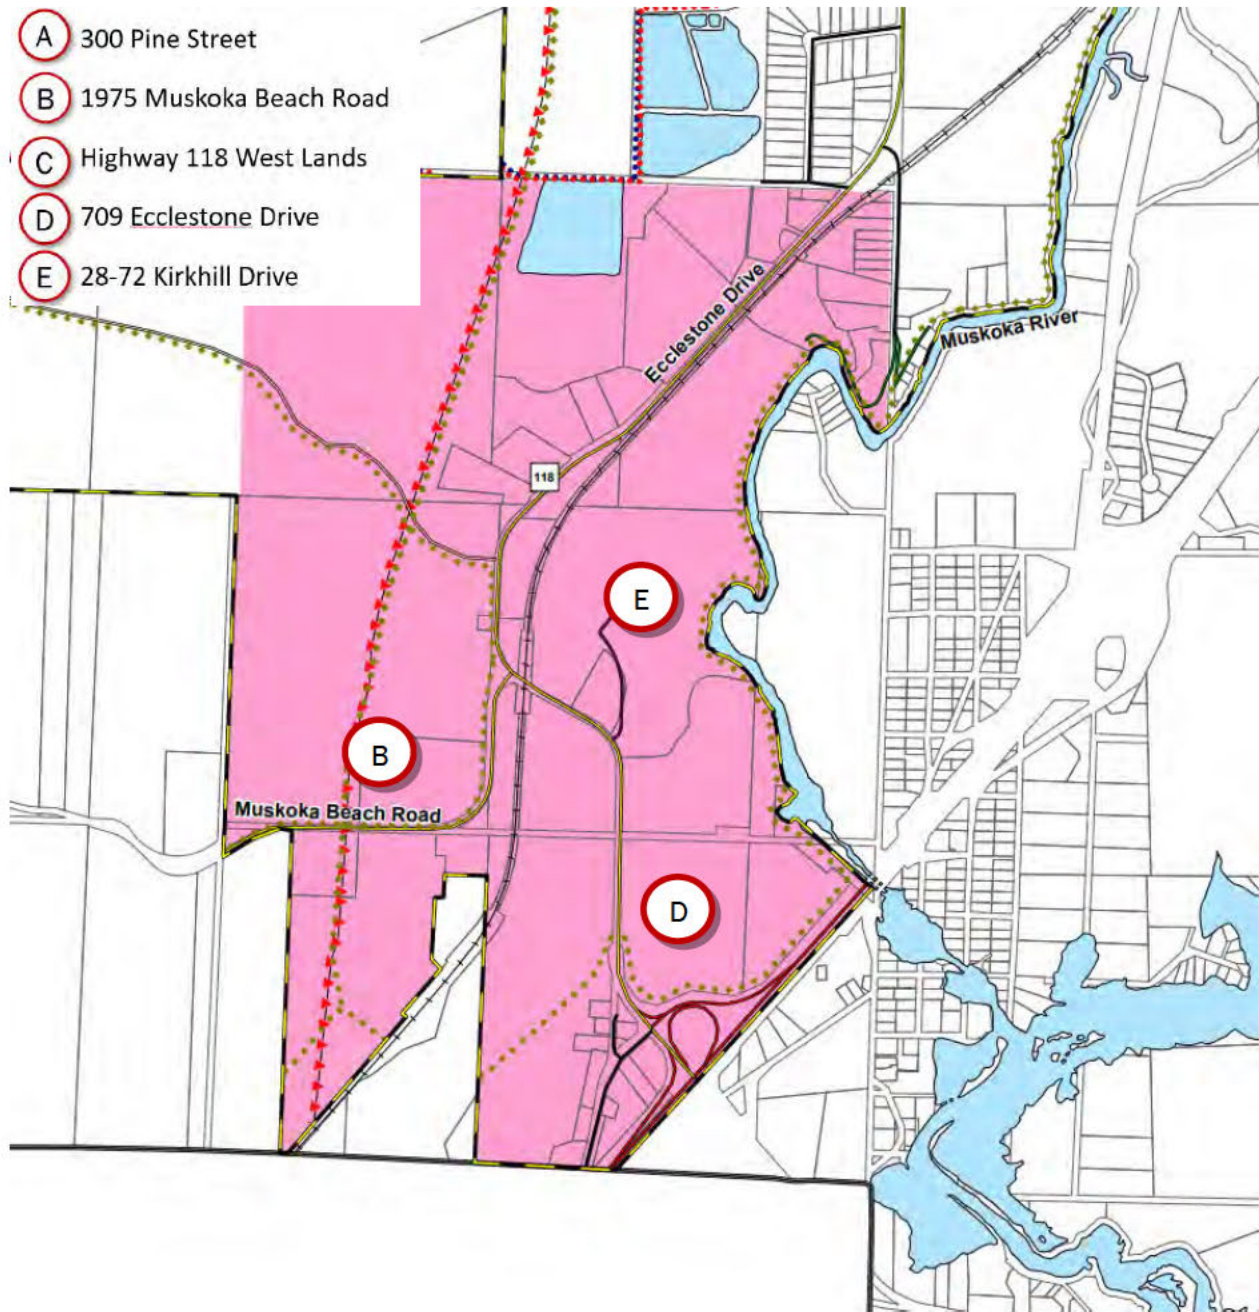 A 300 Pine Street
B 1975 Muskoka Beach Road
C Highway 118 West Lands
D 709 Ecclestone Drive
E 28-72 Kirkhill Drive
Ecclestone Drive
Muskoka River
118
E
B
Muskoka Beach Road
D